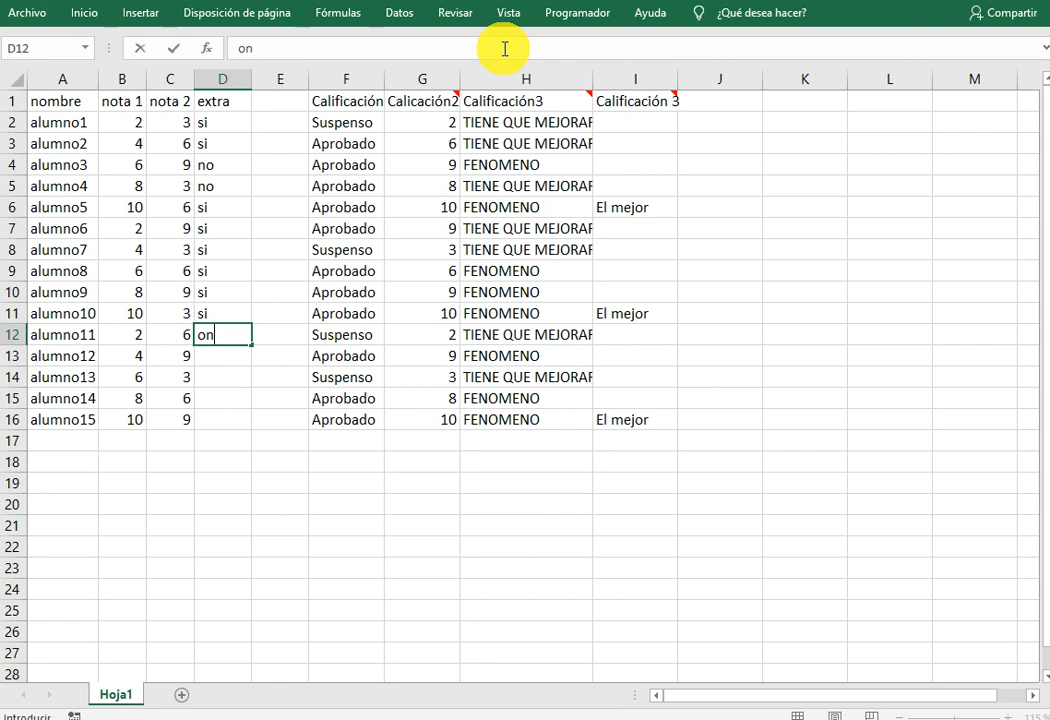 Archivo Inicio Insertar Disposición de página Fórmulas Datos Revisar Vista Programador Ayuda ¿Qué desea hacer? Compartir
D12 fx on
A B C D E F G H I J K L M
1 nombre nota 1 nota 2 extra Calificación Calicación2 Calificación3 Calificación 3
2 alumno1 2 3 si Suspenso 2 TIENE QUE MEJORAR
3 alumno2 4 6 si Aprobado 6 TIENE QUE MEJORAR
4 alumno3 6 9 no Aprobado 9 FENOMENO
5 alumno4 8 3 no Aprobado 8 TIENE QUE MEJORAR
6 alumno5 10 6 si Aprobado 10 FENOMENO El mejor
7 alumno6 2 9 si Aprobado 9 TIENE QUE MEJORAR
8 alumno7 4 3 si Suspenso 3 TIENE QUE MEJORAR
9 alumno8 6 6 si Aprobado 6 FENOMENO
10 alumno9 8 9 si Aprobado 9 FENOMENO
11 alumno10 10 3 si Aprobado 10 FENOMENO El mejor
12 alumno11 2 6 on Suspenso 2 TIENE QUE MEJORAR
13 alumno12 4 9 Aprobado 9 FENOMENO
14 alumno13 6 3 Suspenso 3 TIENE QUE MEJORAR
15 alumno14 8 6 Aprobado 8 FENOMENO
16 alumno15 10 9 Aprobado 10 FENOMENO El mejor
17
18
19
20
21
22
23
24
25
26
27
28
Hoja1
Introducir 115 %